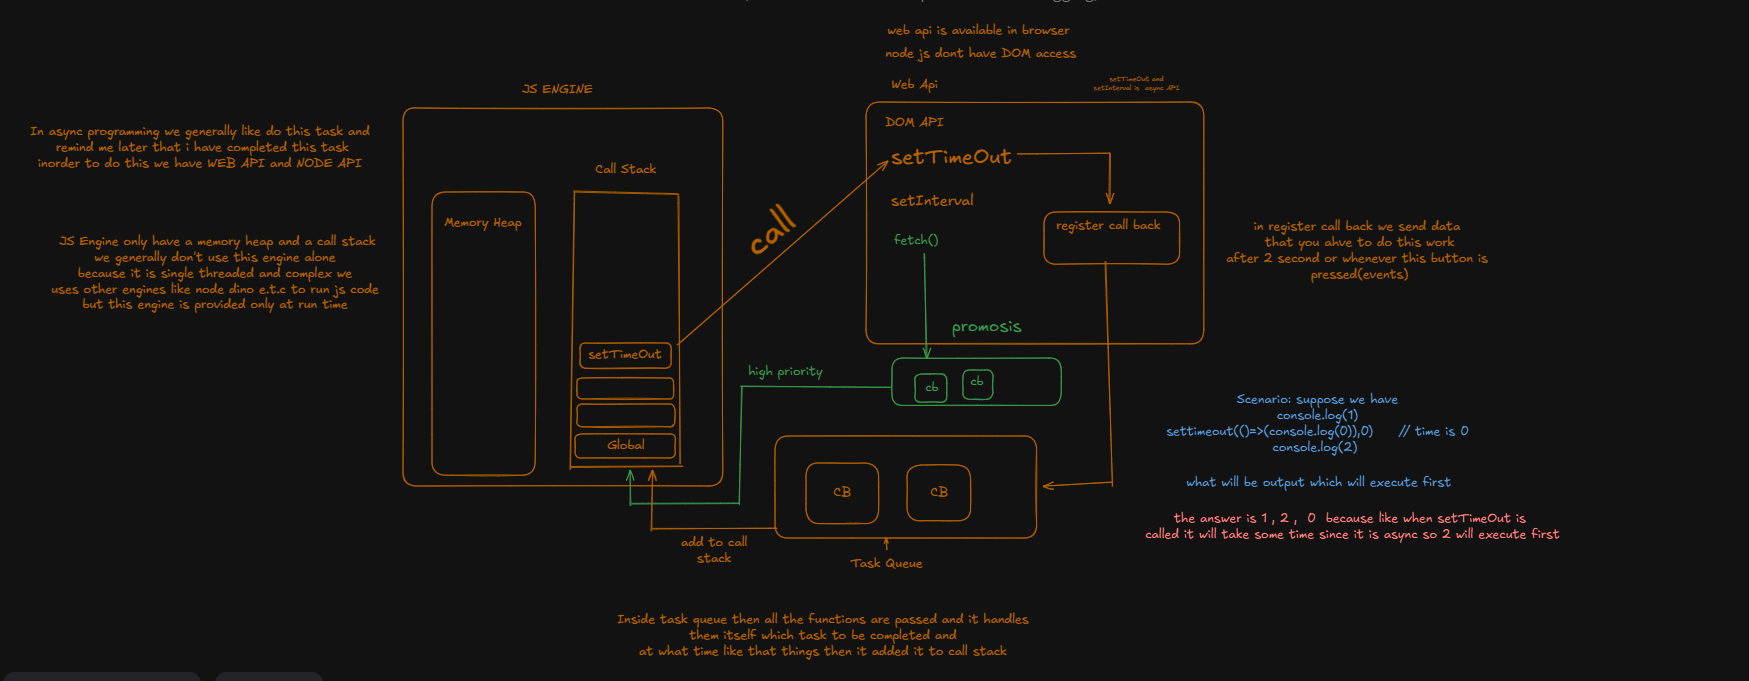 web api is available in browser
node js dont have DOM access
Web Api
setTimeOut and
setInterval is async API
JS ENGINE
In async programming we generally like do this task and
remind me later that i have completed this task
inorder to do this we have WEB API and NODE API
JS Engine only have a memory heap and a call stack
we generally don't use this engine alone
because it is single threaded and complex we
uses other engines like node dino e.t.c to run js code
but this engine is provided only at run time
Memory Heap
Call Stack
setTimeOut
Global
call
DOM API
setTimeOut
setInterval
fetch()
register call back
promosis
in register call back we send data
that you ahve to do this work
after 2 second or whenever this button is
pressed(events)
high priority
cb
cb
CB
CB
add to call
stack
Task Queue
Scenario: suppose we have
console.log(1)
settimeout(()=>(console.log(0)),0) // time is 0
console.log(2)
what will be output which will execute first
the answer is 1 , 2 , 0 because like when setTimeOut is
called it will take some time since it is async so 2 will execute first
Inside task queue then all the functions are passed and it handles
them itself which task to be completed and
at what time like that things then it added it to call stack